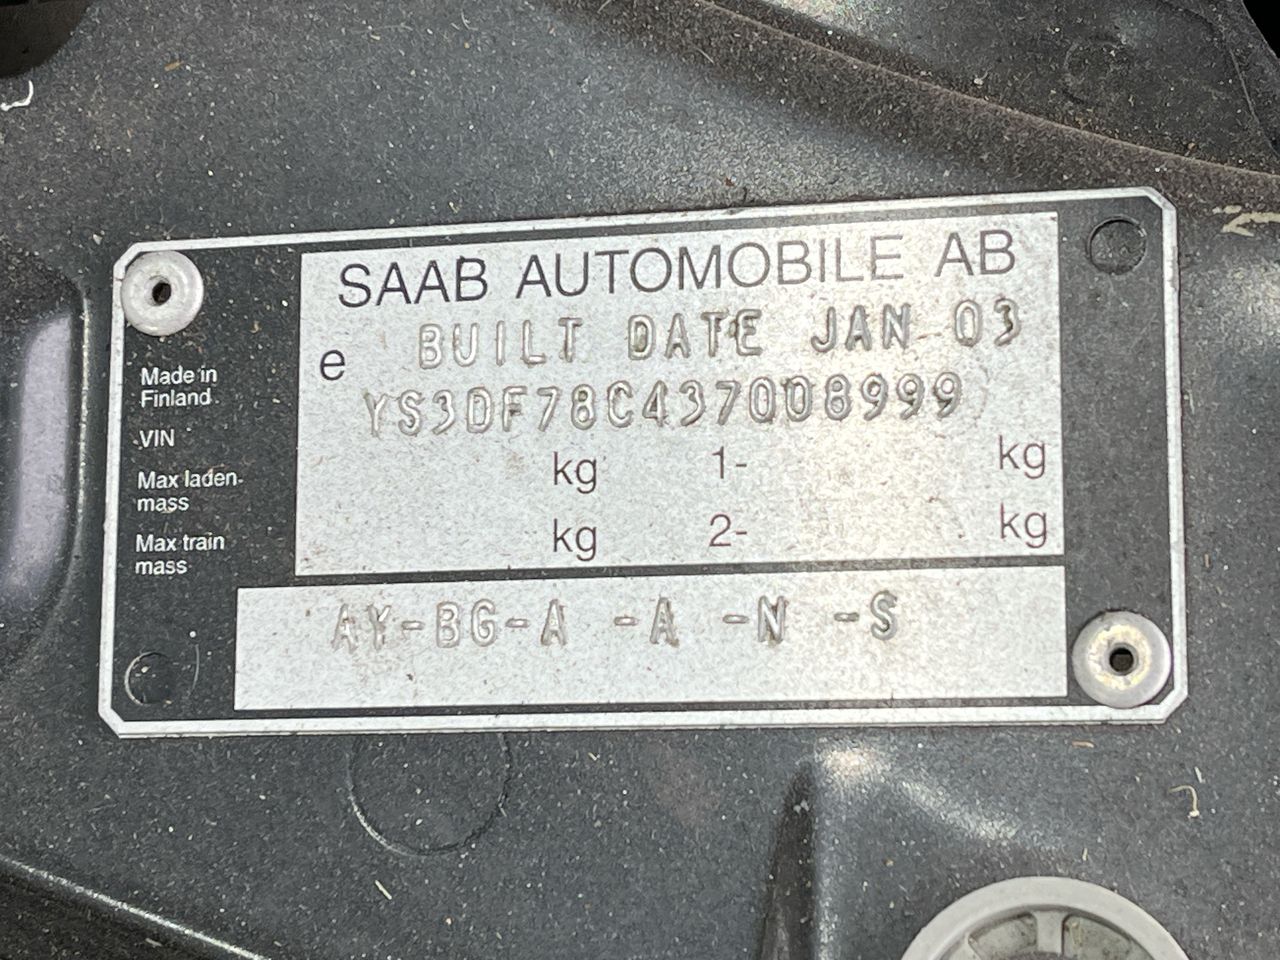 SAAB AUTOMOBILE AB
BUILT DATE JAN 03
e
Made in
Finland
YS3DF78C437008999
VIN
Max laden-
mass
kg 1- kg
Max train
mass
kg 2- kg
AY-BG-A -A -N -S